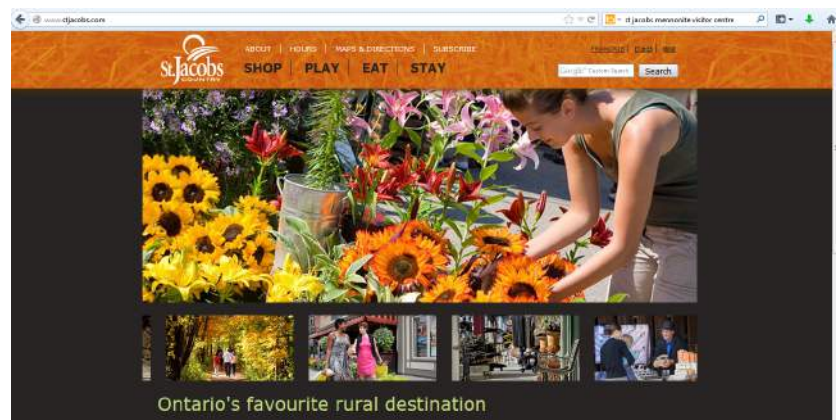 www.stjacobs.com
st jacobs mennonite visitor centre
ABOUT | HOURS | MAPS & DIRECTIONS | SUBSCRIBE
FRANÇAIS
St. Jacobs
COUNTRY
SHOP | PLAY | EAT | STAY
Search
Ontario's favourite rural destination